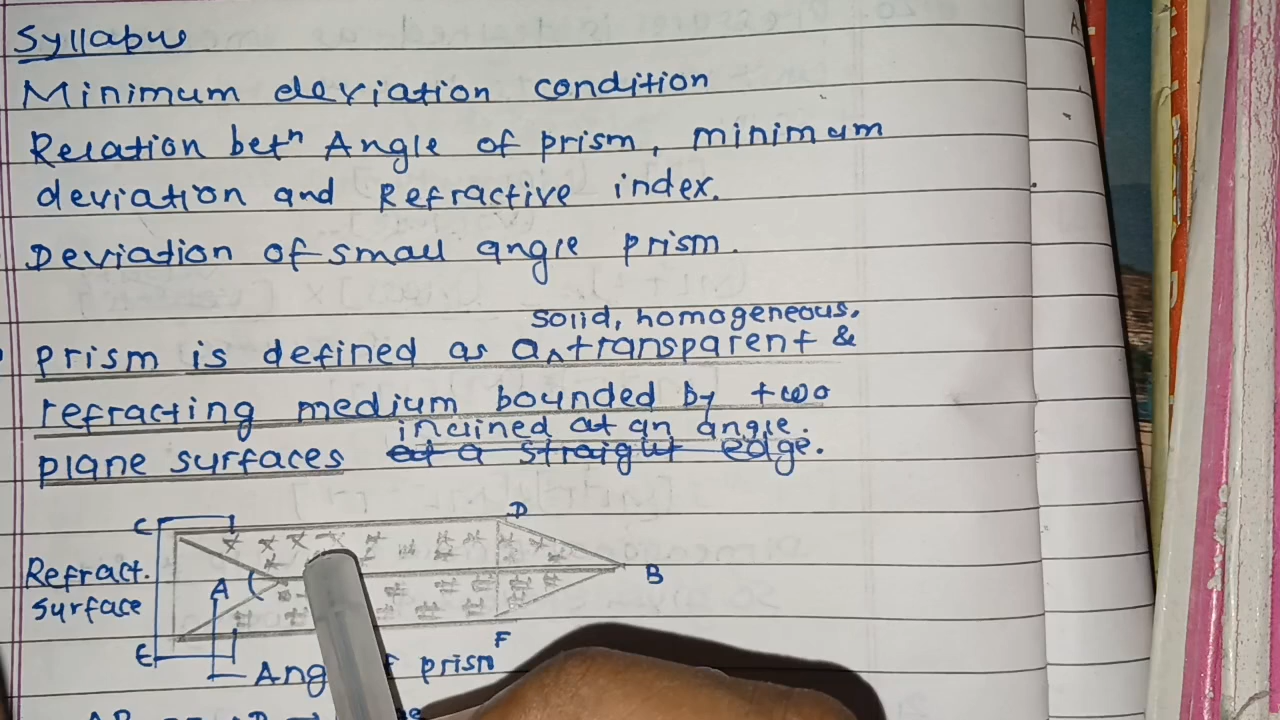 Syllabus
Minimum deviation condition
Relation betn Angle of prism, minimum
deviation and Refractive index.
Deviation of small angle prism.
solid, homogeneous,
prism is defined as a ^ transparent &
refracting medium bounded by two
inclined at an angle.
plane surfaces at a straight edge.
C D
Refract. A B
surface
E F
prism